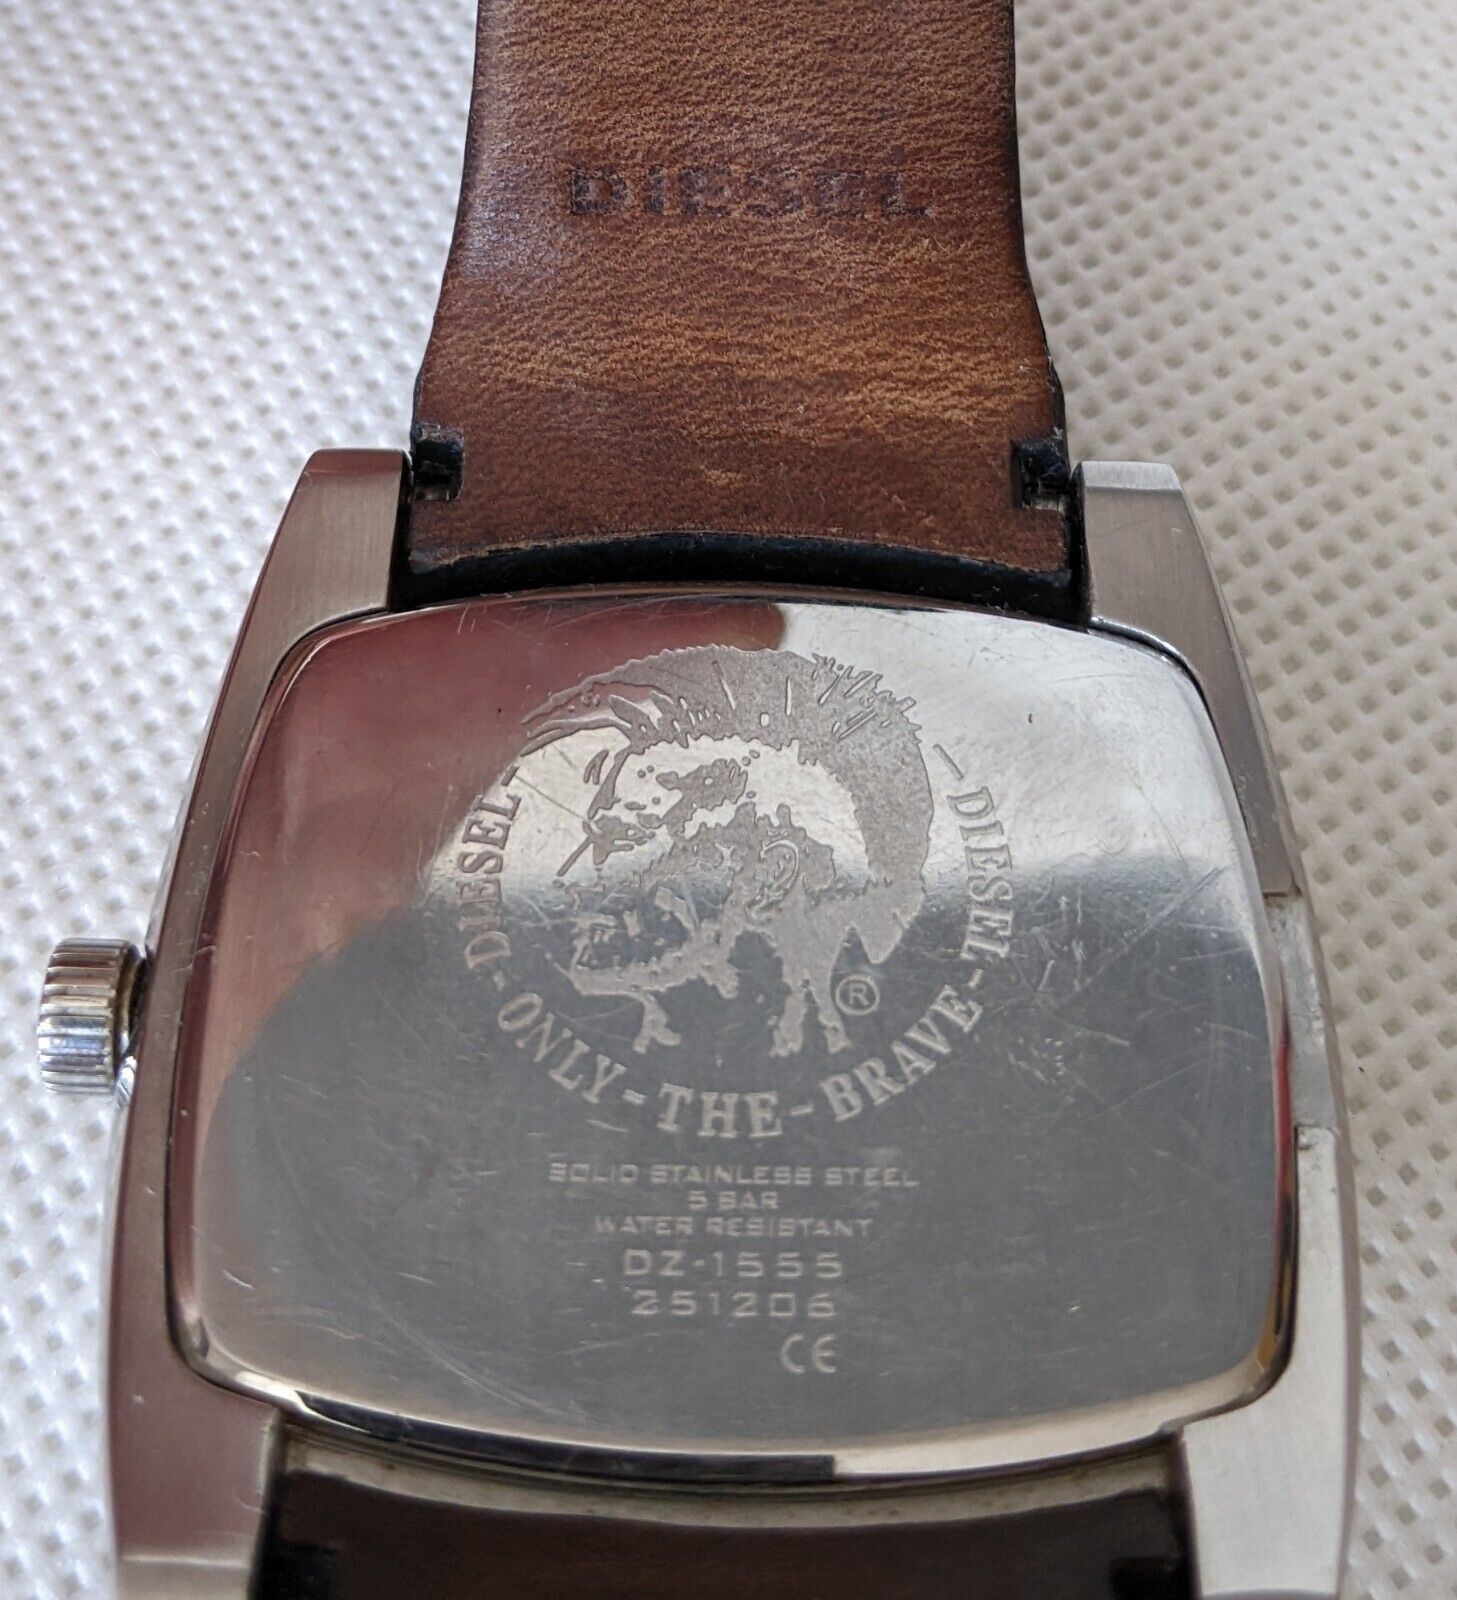 DIESEL
DIESEL - ONLY - THE - BRAVE - DIESEL -
®
SOLID STAINLESS STEEL
5 BAR
WATER RESISTANT
DZ-1555
251206
CE